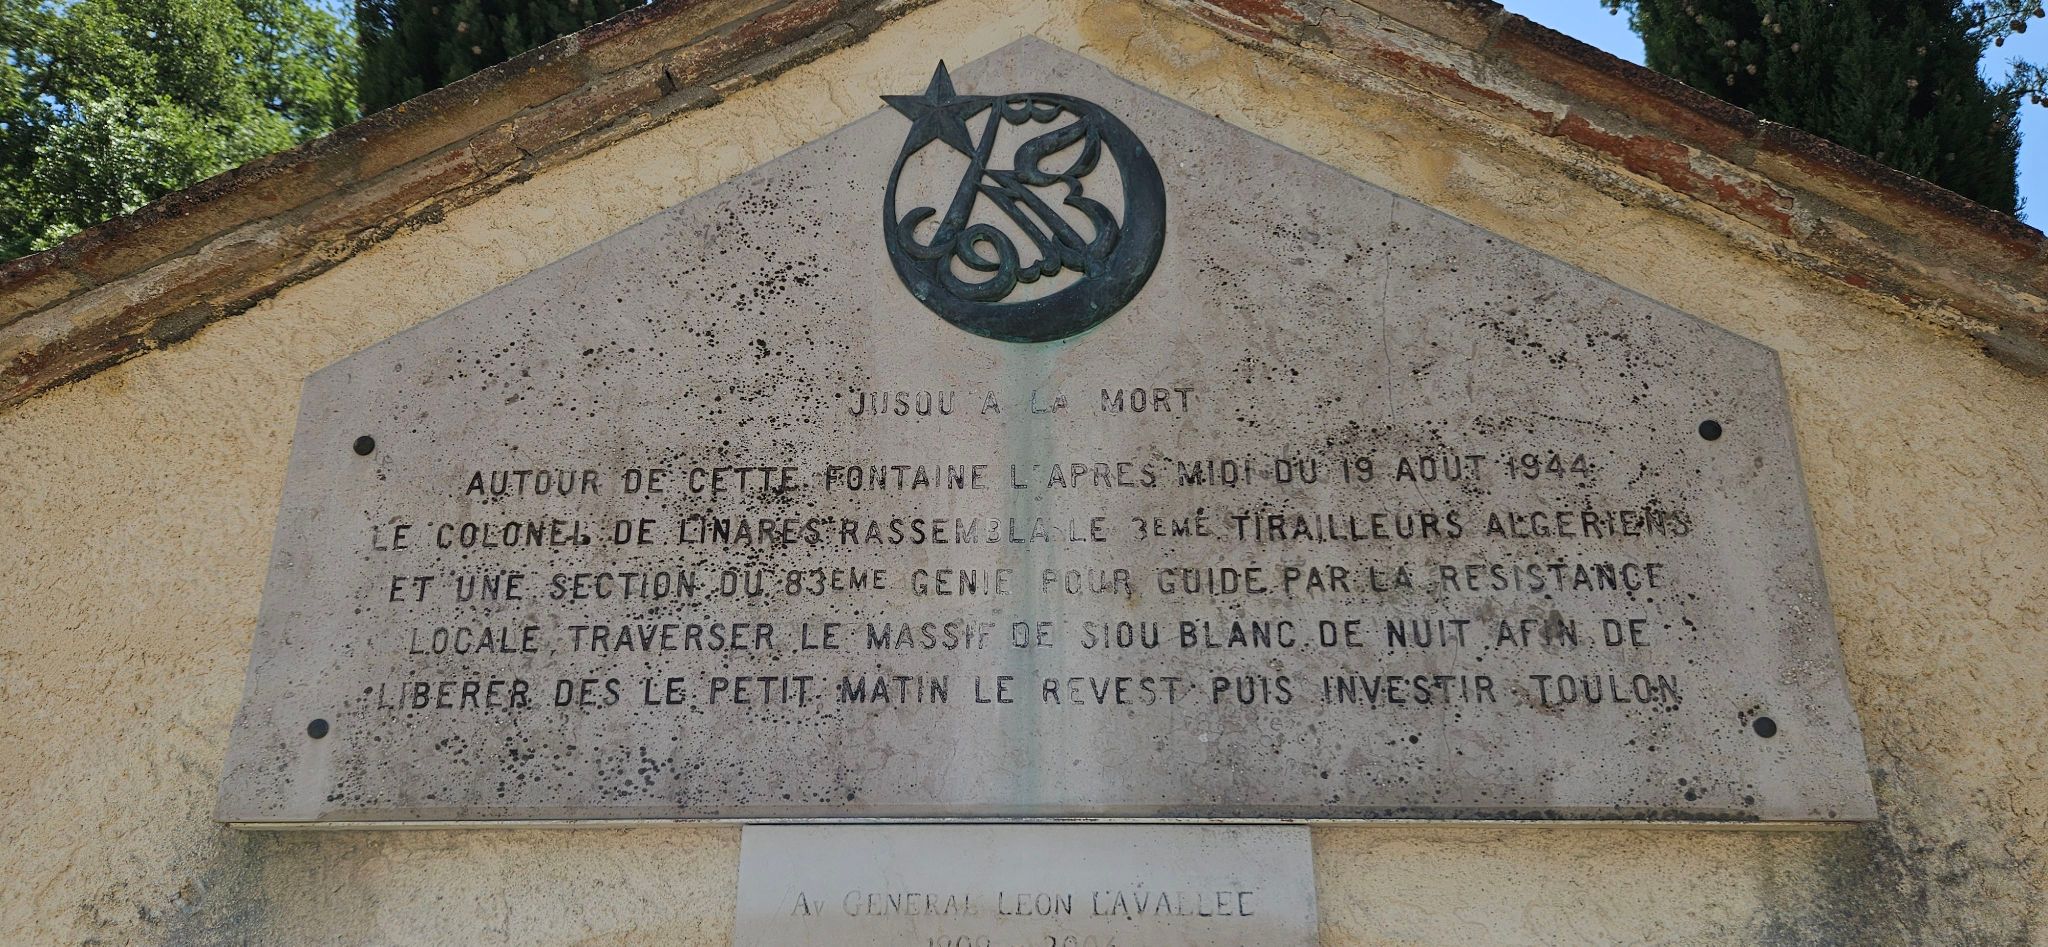 JUSQU'A LA MORT
AUTOUR DE CETTE FONTAINE L'APRES MIDI DU 19 AOUT 1944
LE COLONEL DE LINARES RASSEMBLA LE 3EME TIRAILLEURS ALGERIENS
ET UNE SECTION DU 83EME GENIE POUR GUIDE PAR LA RESISTANCE
LOCALE, TRAVERSER LE MASSIF DE SIOU BLANC DE NUIT AFIN DE
LIBERER DES LE PETIT MATIN LE REVEST PUIS INVESTIR TOULON
AV GENERAL LEON LAVALLEE